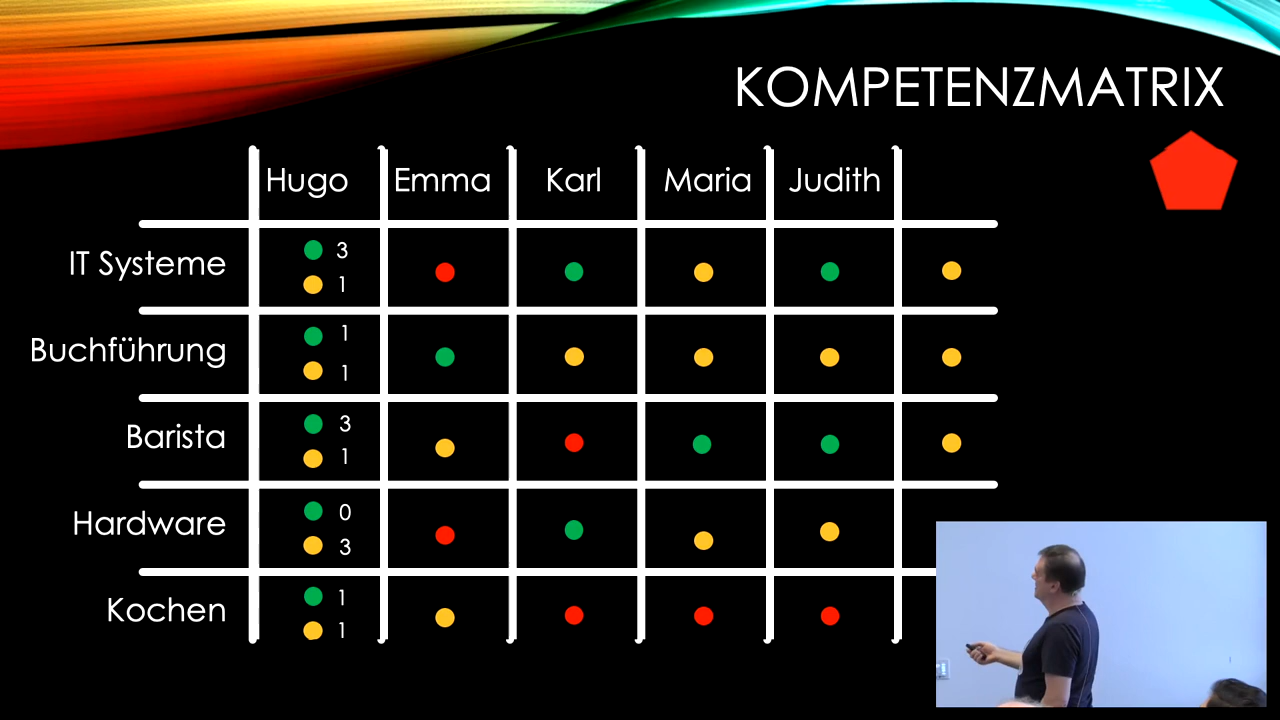 KOMPETENZMATRIX
Hugo Emma Karl Maria Judith
IT Systeme 3
1
Buchführung 1
1
Barista 3
1
Hardware 0
3
Kochen 1
1